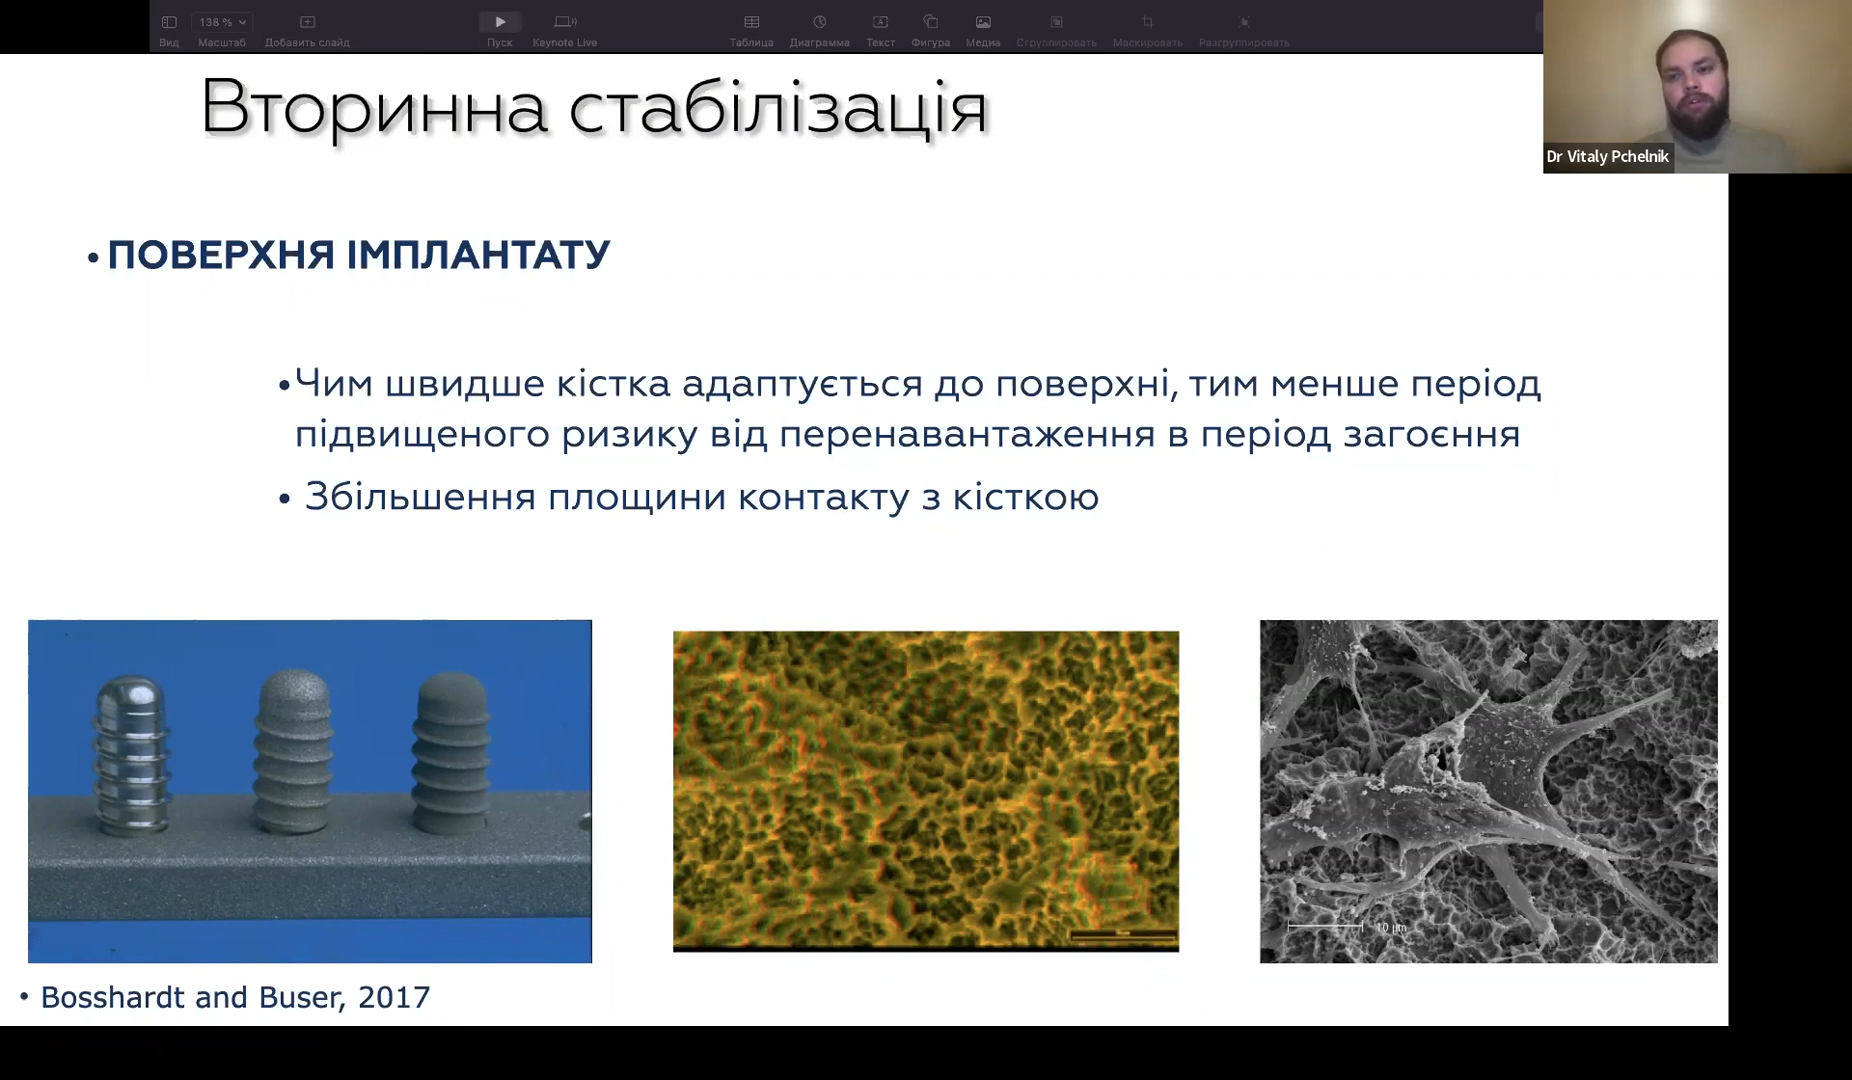 138 %
Вид
Масштаб
Добавить слайд
Пуск
Keynote Live
Таблица
Диаграмма
Текст
Фигура
Медиа
Сгруппировать
Маскировать
Разгруппировать
Dr Vitaly Pchelnik
Вторинна стабілізація
• ПОВЕРХНЯ ІМПЛАНТАТУ
• Чим швидше кістка адаптується до поверхні, тим менше період
підвищеного ризику від перенавантаження в період загоєння
• Збільшення площини контакту з кісткою
10 µm
• Bosshardt and Buser, 2017